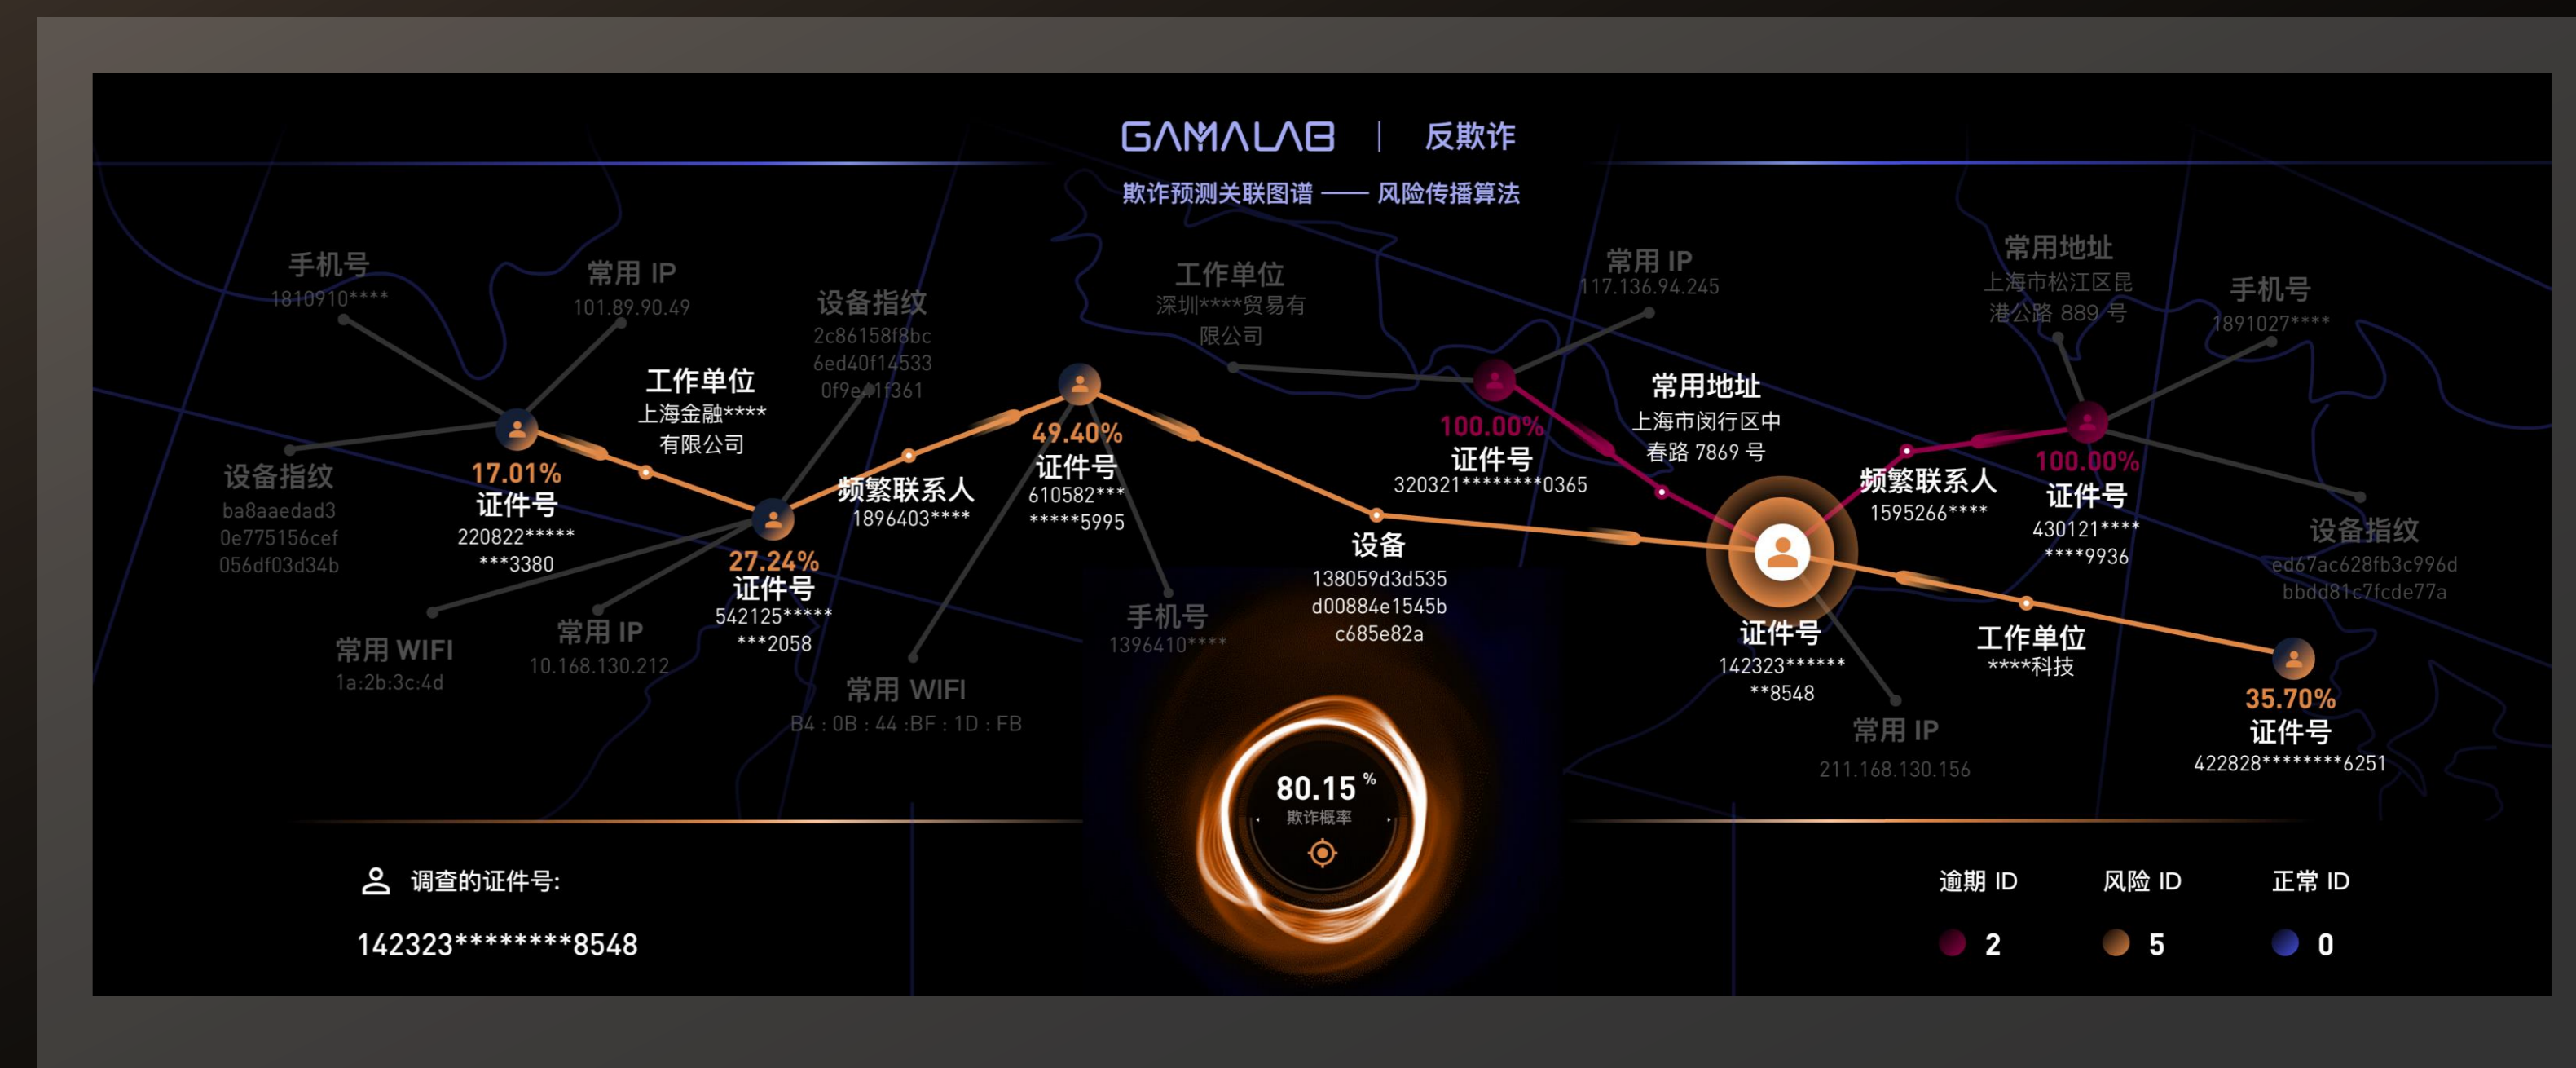 GAMMALAB | 反欺诈
欺诈预测关联图谱 —— 风险传播算法
手机号
1810910****
常用 IP
101.89.90.49
设备指纹
2c86158f8bc
6ed40f14533
工作单位
深圳****贸易有
限公司
常用 IP
117.136.94.245
常用地址
上海市松江区昆
港公路 889 号
手机号
1891027****
工作单位
上海金融****
有限公司
常用地址
上海市闵行区中
春路 7869 号
设备指纹
ba8aaedad3
0e775156cef
056df03d34b
17.01%
证件号
220822*****
***3380
频繁联系人
1896403****
49.40%
证件号
610582***
*****5995
100.00%
证件号
320321********0365
频繁联系人
1595266****
100.00%
证件号
430121****
****9936
设备指纹
ed67ac628fb3c996d
bbdd81c7fcde77a
27.24%
证件号
542125*****
***2058
设备
138059d3d535
d00884e1545b
c685e82a
常用 WIFI
1a:2b:3c:4d
常用 IP
10.168.130.212
手机号
1396410****
常用 WIFI
B4 : 0B : 44 :BF : 1D : FB
证件号
142323******
**8548
工作单位
****科技
常用 IP
211.168.130.156
35.70%
证件号
422828********6251
80.15 %
欺诈概率
调查的证件号:
142323********8548
逾期 ID
风险 ID
正常 ID
2
5
0